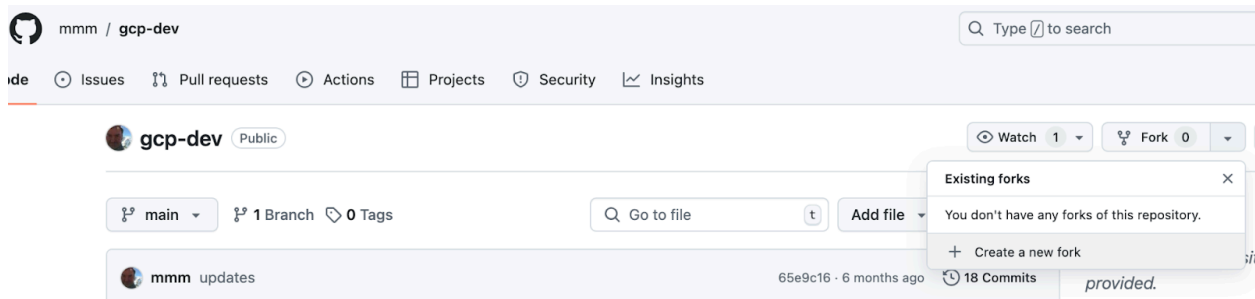 mmm / gcp-dev
Type / to search
ode Issues Pull requests Actions Projects Security Insights
gcp-dev Public
Watch 1 Fork 0
Existing forks
main 1 Branch 0 Tags Go to file t Add file
You don't have any forks of this repository.
Create a new fork
mmm updates 65e9c16 · 6 months ago 18 Commits
provided.